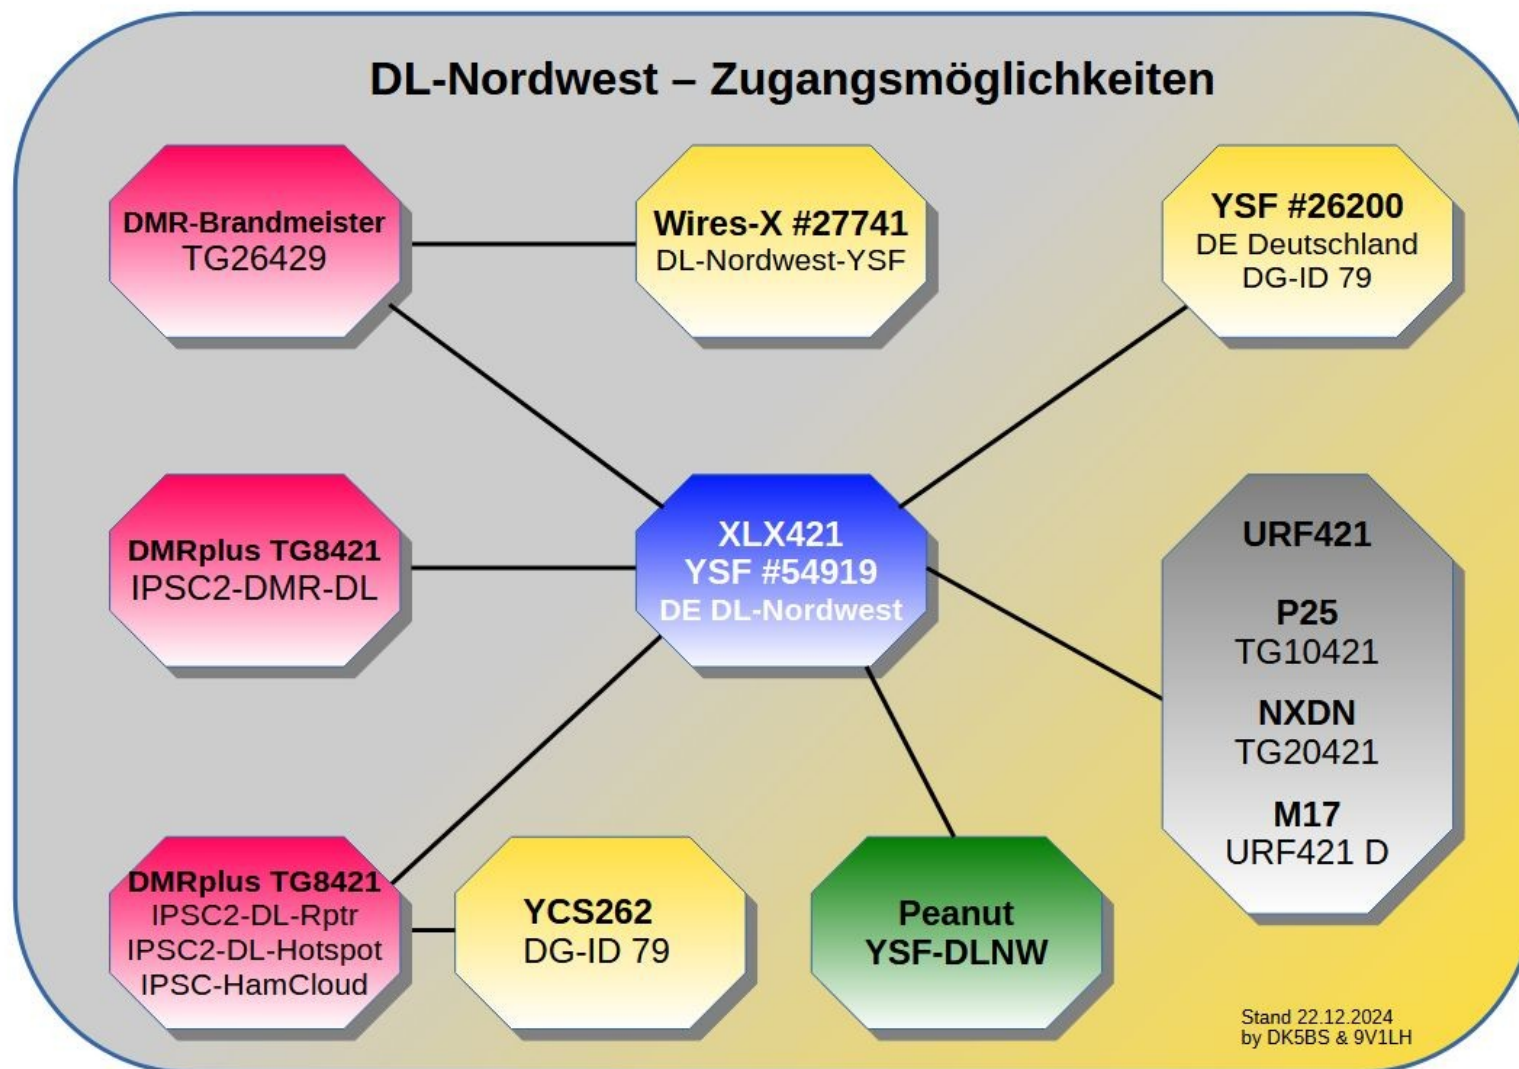 DL-Nordwest – Zugangsmöglichkeiten
DMR-Brandmeister
TG26429
Wires-X #27741
DL-Nordwest-YSF
YSF #26200
DE Deutschland
DG-ID 79
DMRplus TG8421
IPSC2-DMR-DL
XLX421
YSF #54919
DE DL-Nordwest
URF421
P25
TG10421
NXDN
TG20421
M17
URF421 D
DMRplus TG8421
IPSC2-DL-Rptr
IPSC2-DL-Hotspot
IPSC-HamCloud
YCS262
DG-ID 79
Peanut
YSF-DLNW
Stand 22.12.2024
by DK5BS & 9V1LH